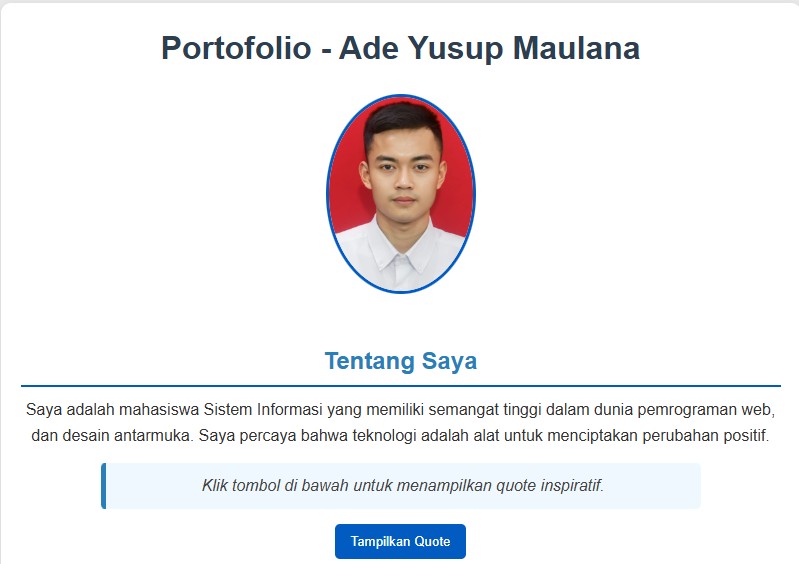 Portofolio - Ade Yusup Maulana
Tentang Saya
Saya adalah mahasiswa Sistem Informasi yang memiliki semangat tinggi dalam dunia pemrograman web,
dan desain antarmuka. Saya percaya bahwa teknologi adalah alat untuk menciptakan perubahan positif.
Klik tombol di bawah untuk menampilkan quote inspiratif.
Tampilkan Quote